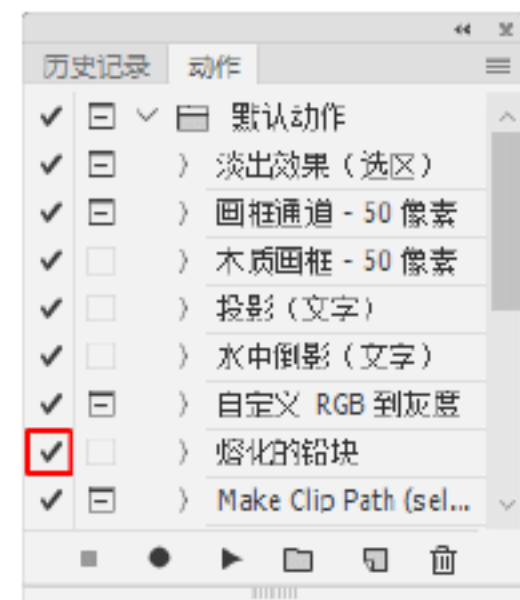 历史记录 动作
默认动作
淡出效果（选区）
画框通道 - 50 像素
木质画框 - 50 像素
投影（文字）
水中倒影（文字）
自定义 RGB 到灰度
熔化的铅块
Make Clip Path (sel...